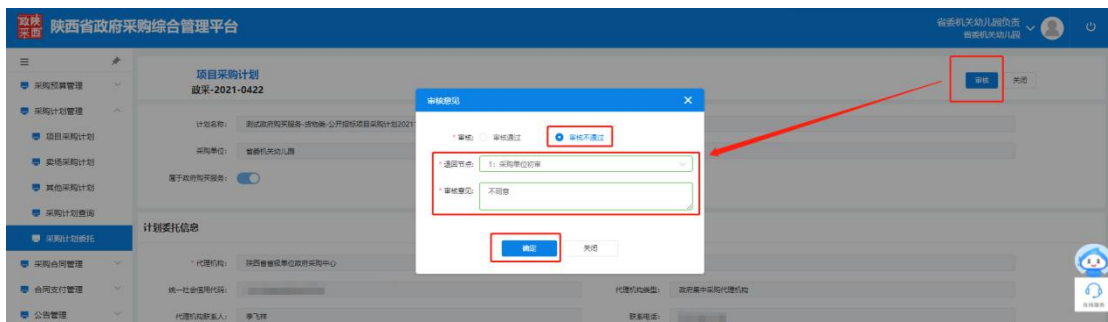 陕西省政府采购综合管理平台
省委机关幼儿园负责
省委机关幼儿园
采购预算管理
采购计划管理
项目采购计划
卖场采购计划
其他采购计划
采购计划查询
采购计划委托
采购合同管理
合同支付管理
公告管理
项目采购计划
政采-2021-0422
审核
关闭
计划名称:
测试政府购买服务-货物类-公开招标项目采购计划2021
采购单位:
省委机关幼儿园
属于政府购买服务:
计划委托信息
* 代理机构:
陕西省省级单位政府采购中心
统一社会信用代码:
代理机构类型:
政府集中采购代理机构
代理机构联系人:
李飞祥
联系电话:
审核意见
* 审核:
审核通过
审核不通过
* 退回节点:
1: 采购单位初审
* 审核意见:
不同意
确定
关闭
在线服务